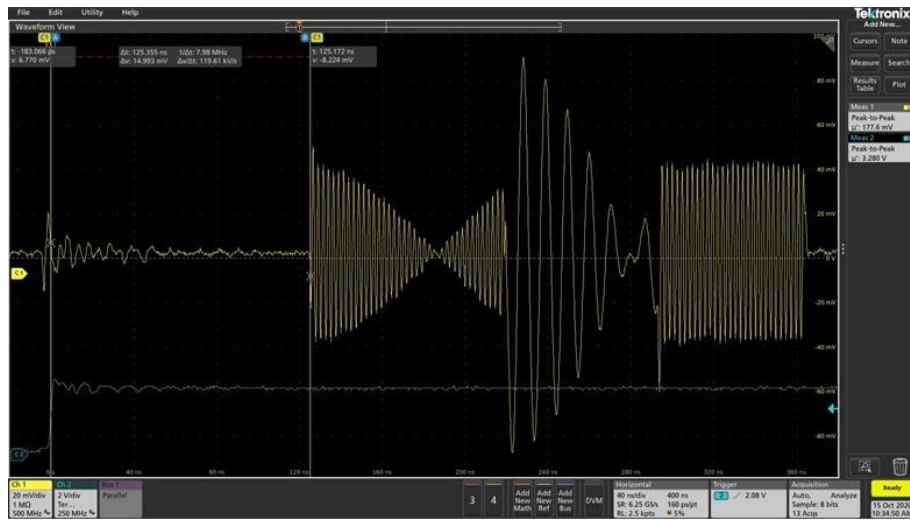 File Edit Utility Help
Tektronix
Waveform View
Add New...
C1 A
B C1
100 mV
t: -183.066 ps
v: 6.770 mV
Δt: 125.355 ns 1/Δt: 7.98 MHz
Δv: 14.993 mV Δv/Δt: 119.61 kV/s
t: 125.172 ns
v: -8.224 mV
Cursors Note
Measure Search
Results Table Plot
80 mV
Meas 1
Peak-to-Peak
µ': 177.6 mV
Meas 2
Peak-to-Peak
µ': 3.280 V
60 mV
40 mV
20 mV
0 V
C1
-20 mV
-40 mV
-60 mV
-80 mV
C2
0 s 40 ns 80 ns 120 ns 160 ns 200 ns 240 ns 280 ns 320 ns 360 ns
Ch 1
20 mV/div
1 MΩ
500 MHz
Ch 2
2 V/div
Ter...
250 MHz
Bus 1
Parallel
3 4
Add New Math
Add New Ref
Add New Bus
DVM
Horizontal
40 ns/div 400 ns
SR: 6.25 GS/s 160 ps/pt
RL: 2.5 kpts 5%
Trigger
2.08 V
Acquisition
Auto, Analyze
Sample: 8 bits
13 Acqs
Ready
15 Oct 2020
10:34:50 AM